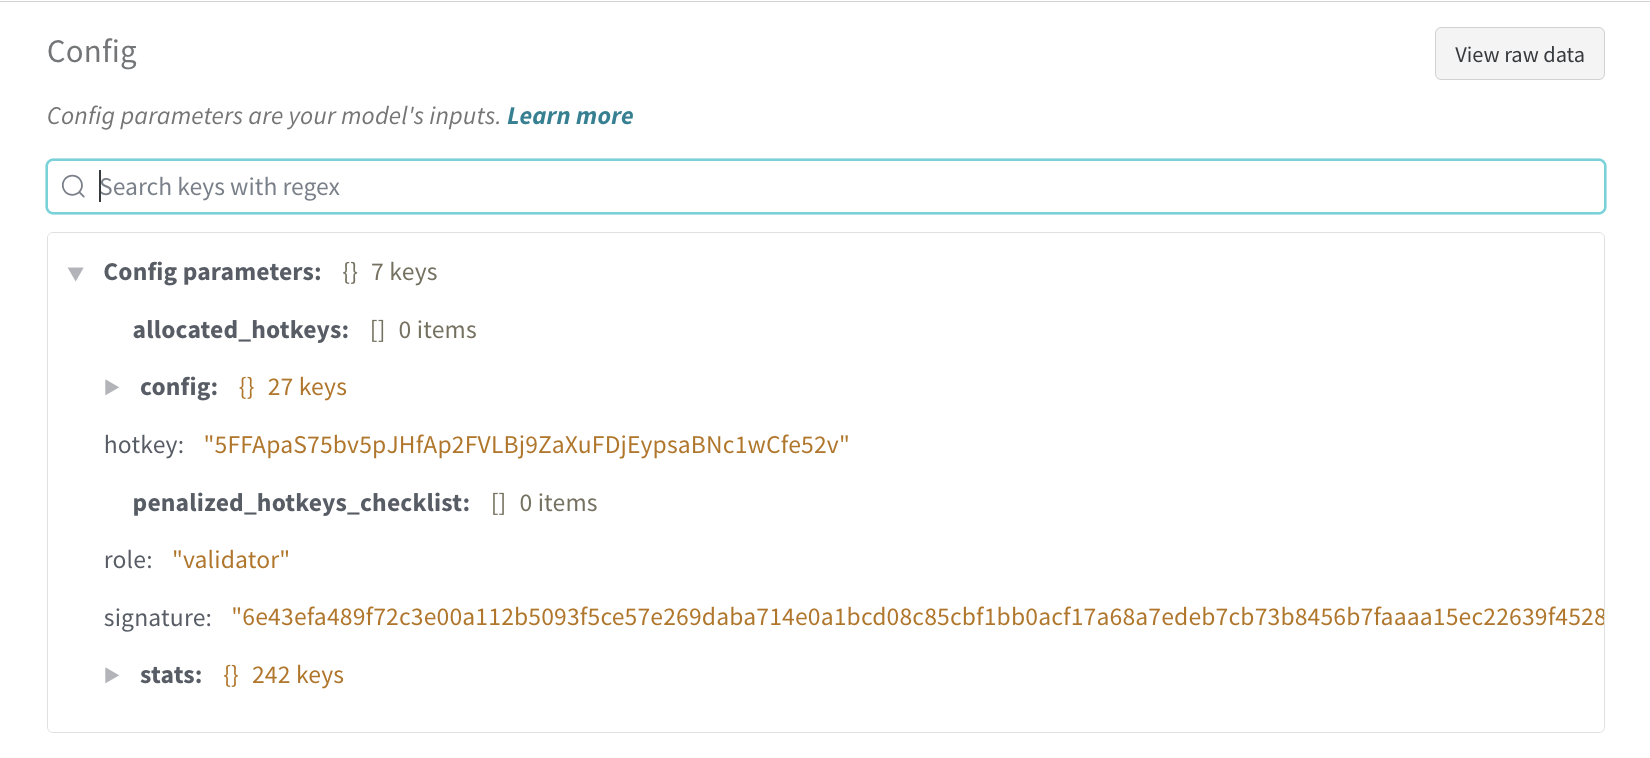 Config
View raw data
Config parameters are your model's inputs. Learn more
Search keys with regex
Config parameters: {} 7 keys
allocated_hotkeys: [] 0 items
config: {} 27 keys
hotkey: "5FFApaS75bv5pJHfAp2FVLBj9ZaXuFDjEypsaBNc1wCfe52v"
penalized_hotkeys_checklist: [] 0 items
role: "validator"
signature: "6e43efa489f72c3e00a112b5093f5ce57e269daba714e0a1bcd08c85cbf1bb0acf17a68a7edeb7cb73b8456b7faaaa15ec22639f4528
stats: {} 242 keys